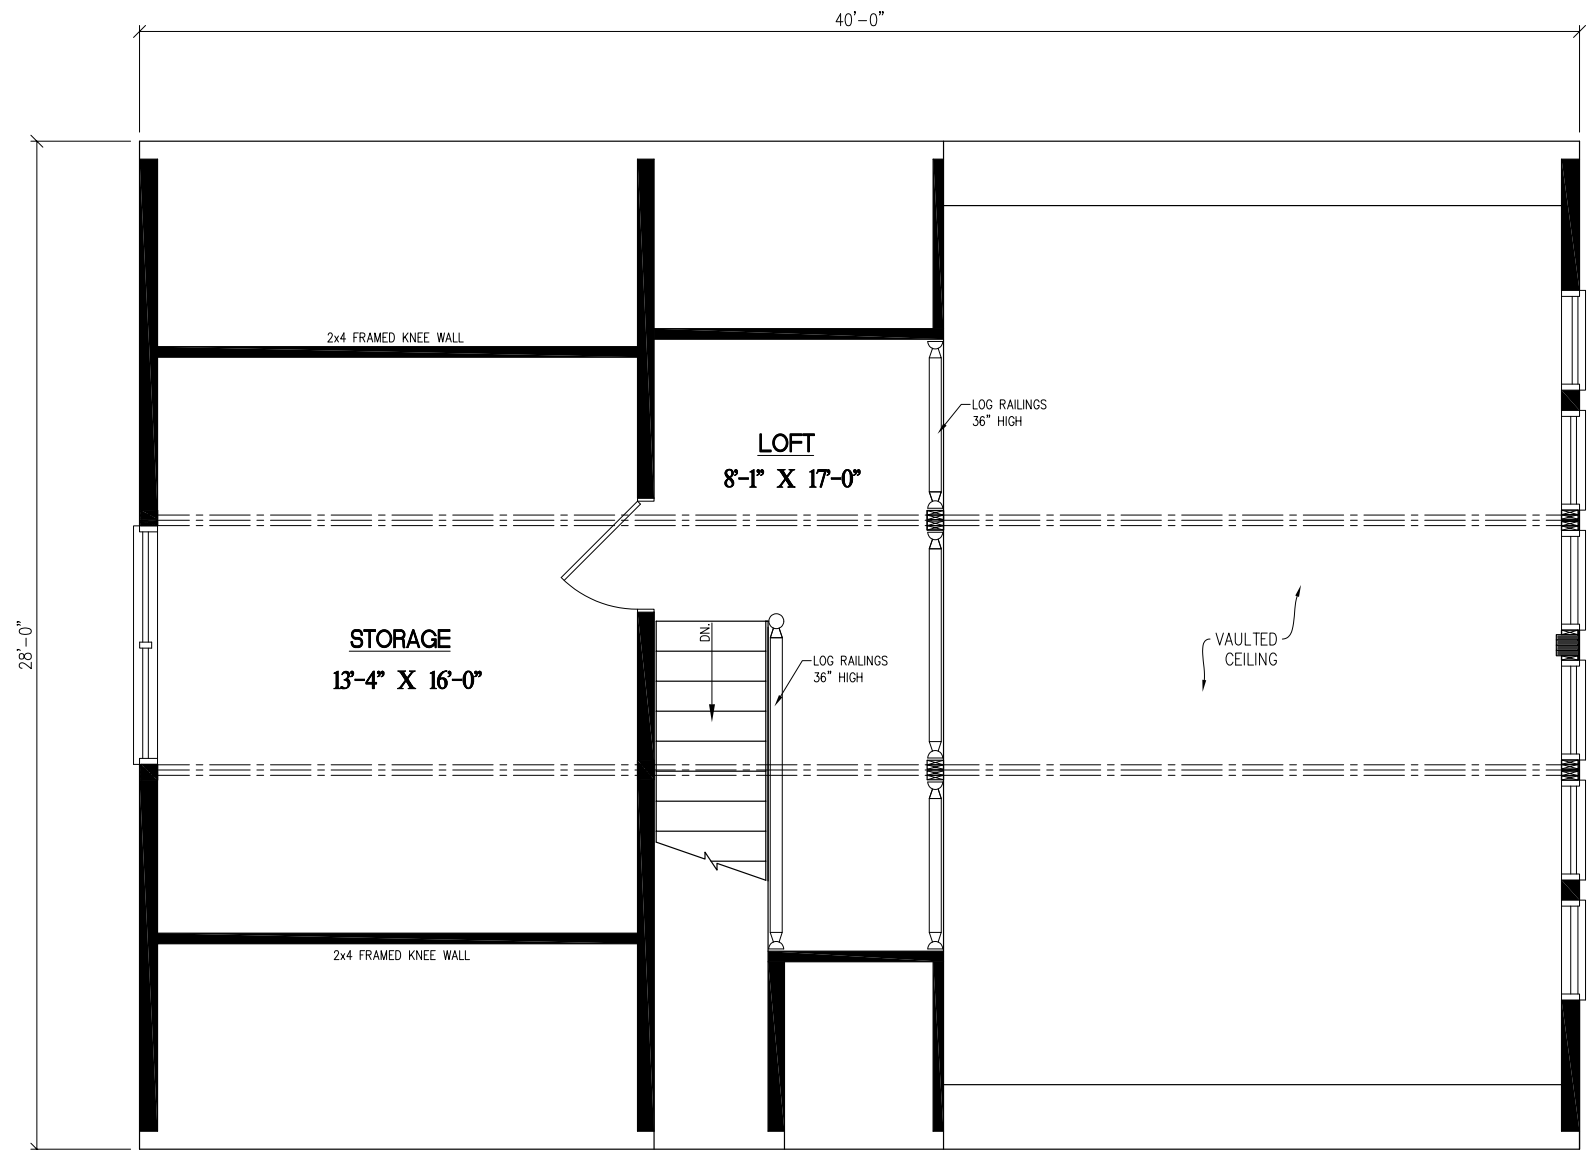 40'-0"
2x4 FRAMED KNEE WALL
LOG RAILINGS
36" HIGH
LOFT
8'-1" X 17'-0"
28'-0"
STORAGE
13'-4" X 16'-0"
DN.
LOG RAILINGS
36" HIGH
VAULTED
CEILING
2x4 FRAMED KNEE WALL